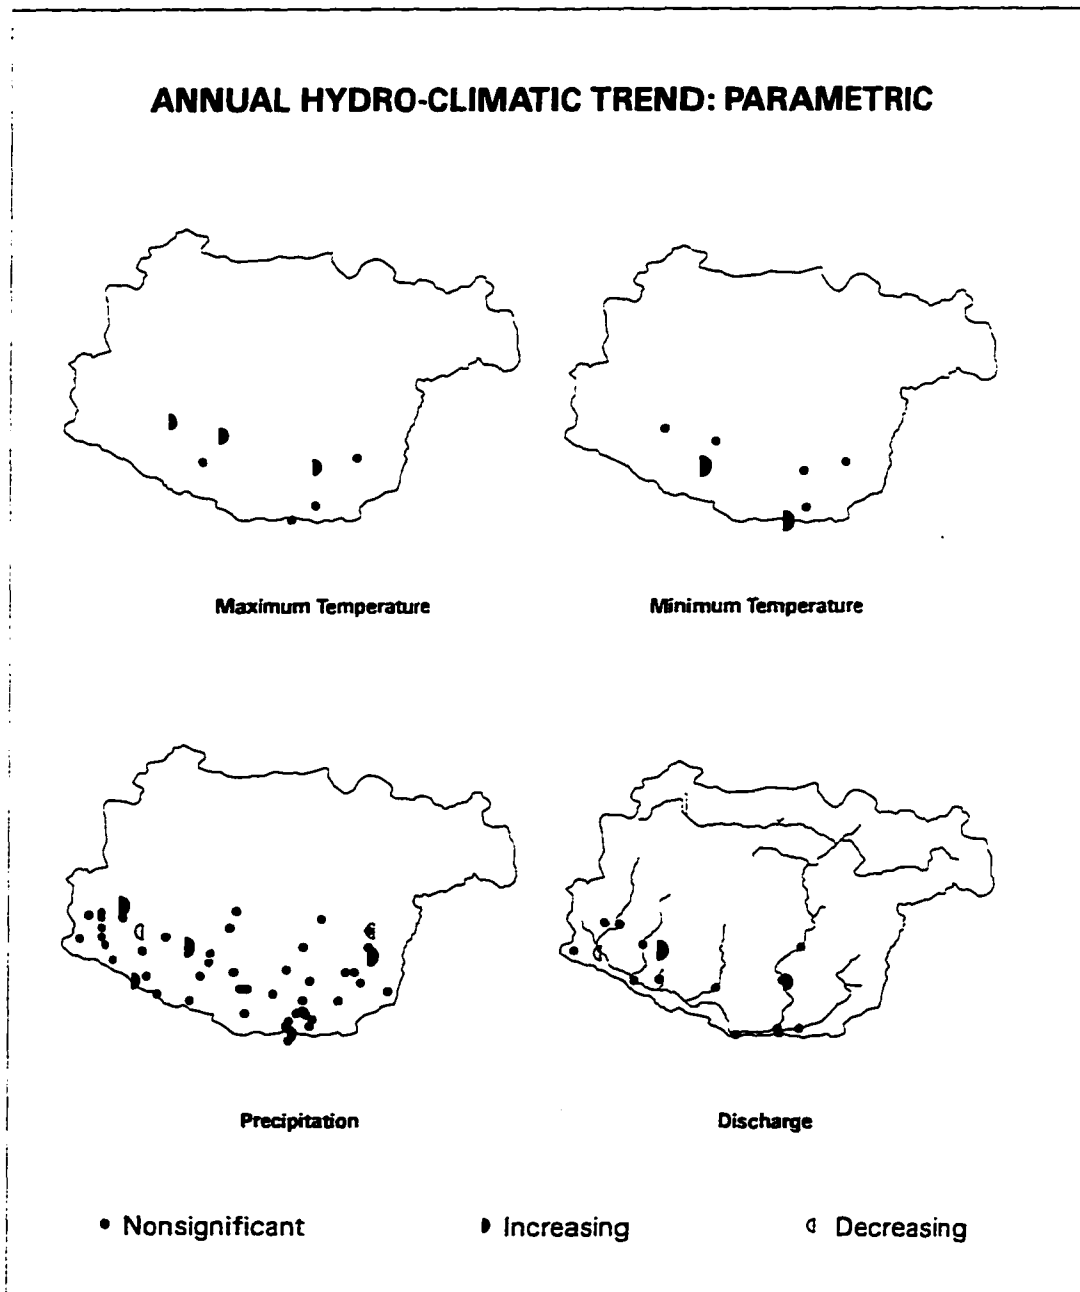 ANNUAL HYDRO-CLIMATIC TREND: PARAMETRIC
Maximum Temperature
Minimum Temperature
Precipitation
Discharge
Nonsignificant
Increasing
Decreasing